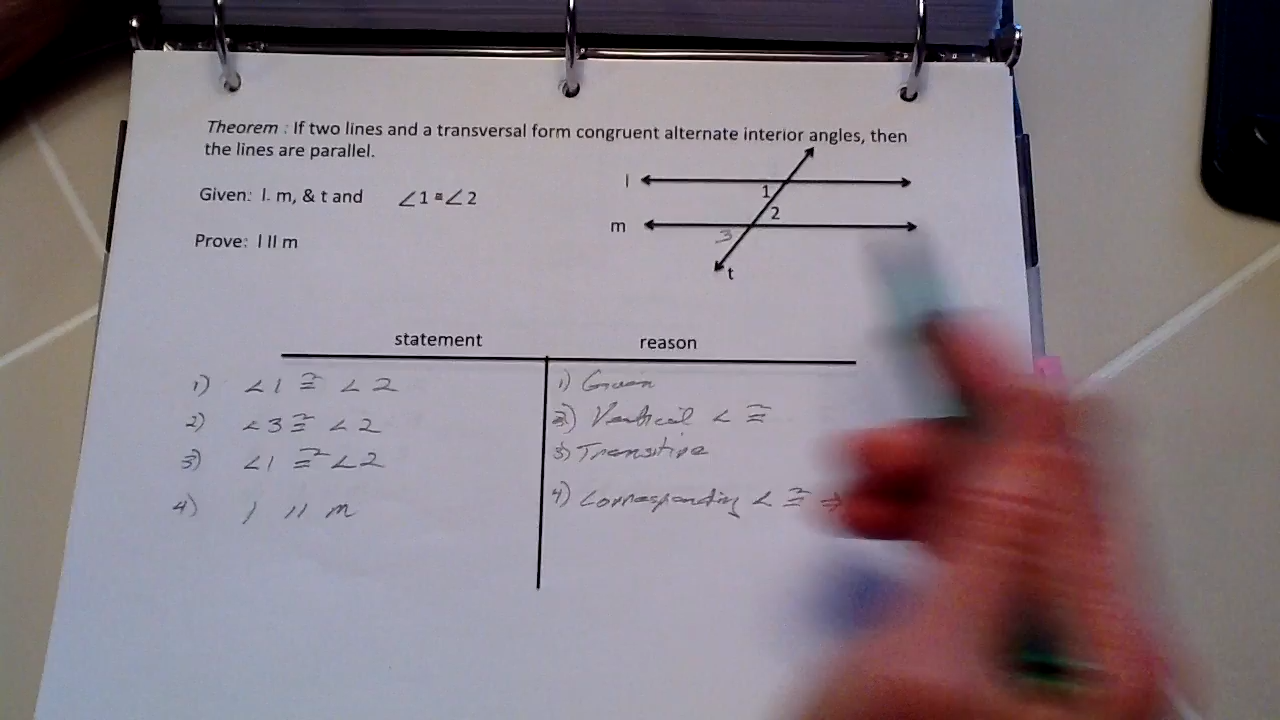 Theorem : If two lines and a transversal form congruent alternate interior angles, then
the lines are parallel.
Given: l. m, & t and ∠1 ≅ ∠2
Prove: l ll m
l
1
2
m
3
t
statement reason
1) ∠1 ≅ ∠2 1) Given
2) ∠3 ≅ ∠2 2) Vertical ∠ ≅
3) ∠1 ≅ ∠2 3) Transitive
4) l // m 4) Corresponding ∠ ≅ ⇒